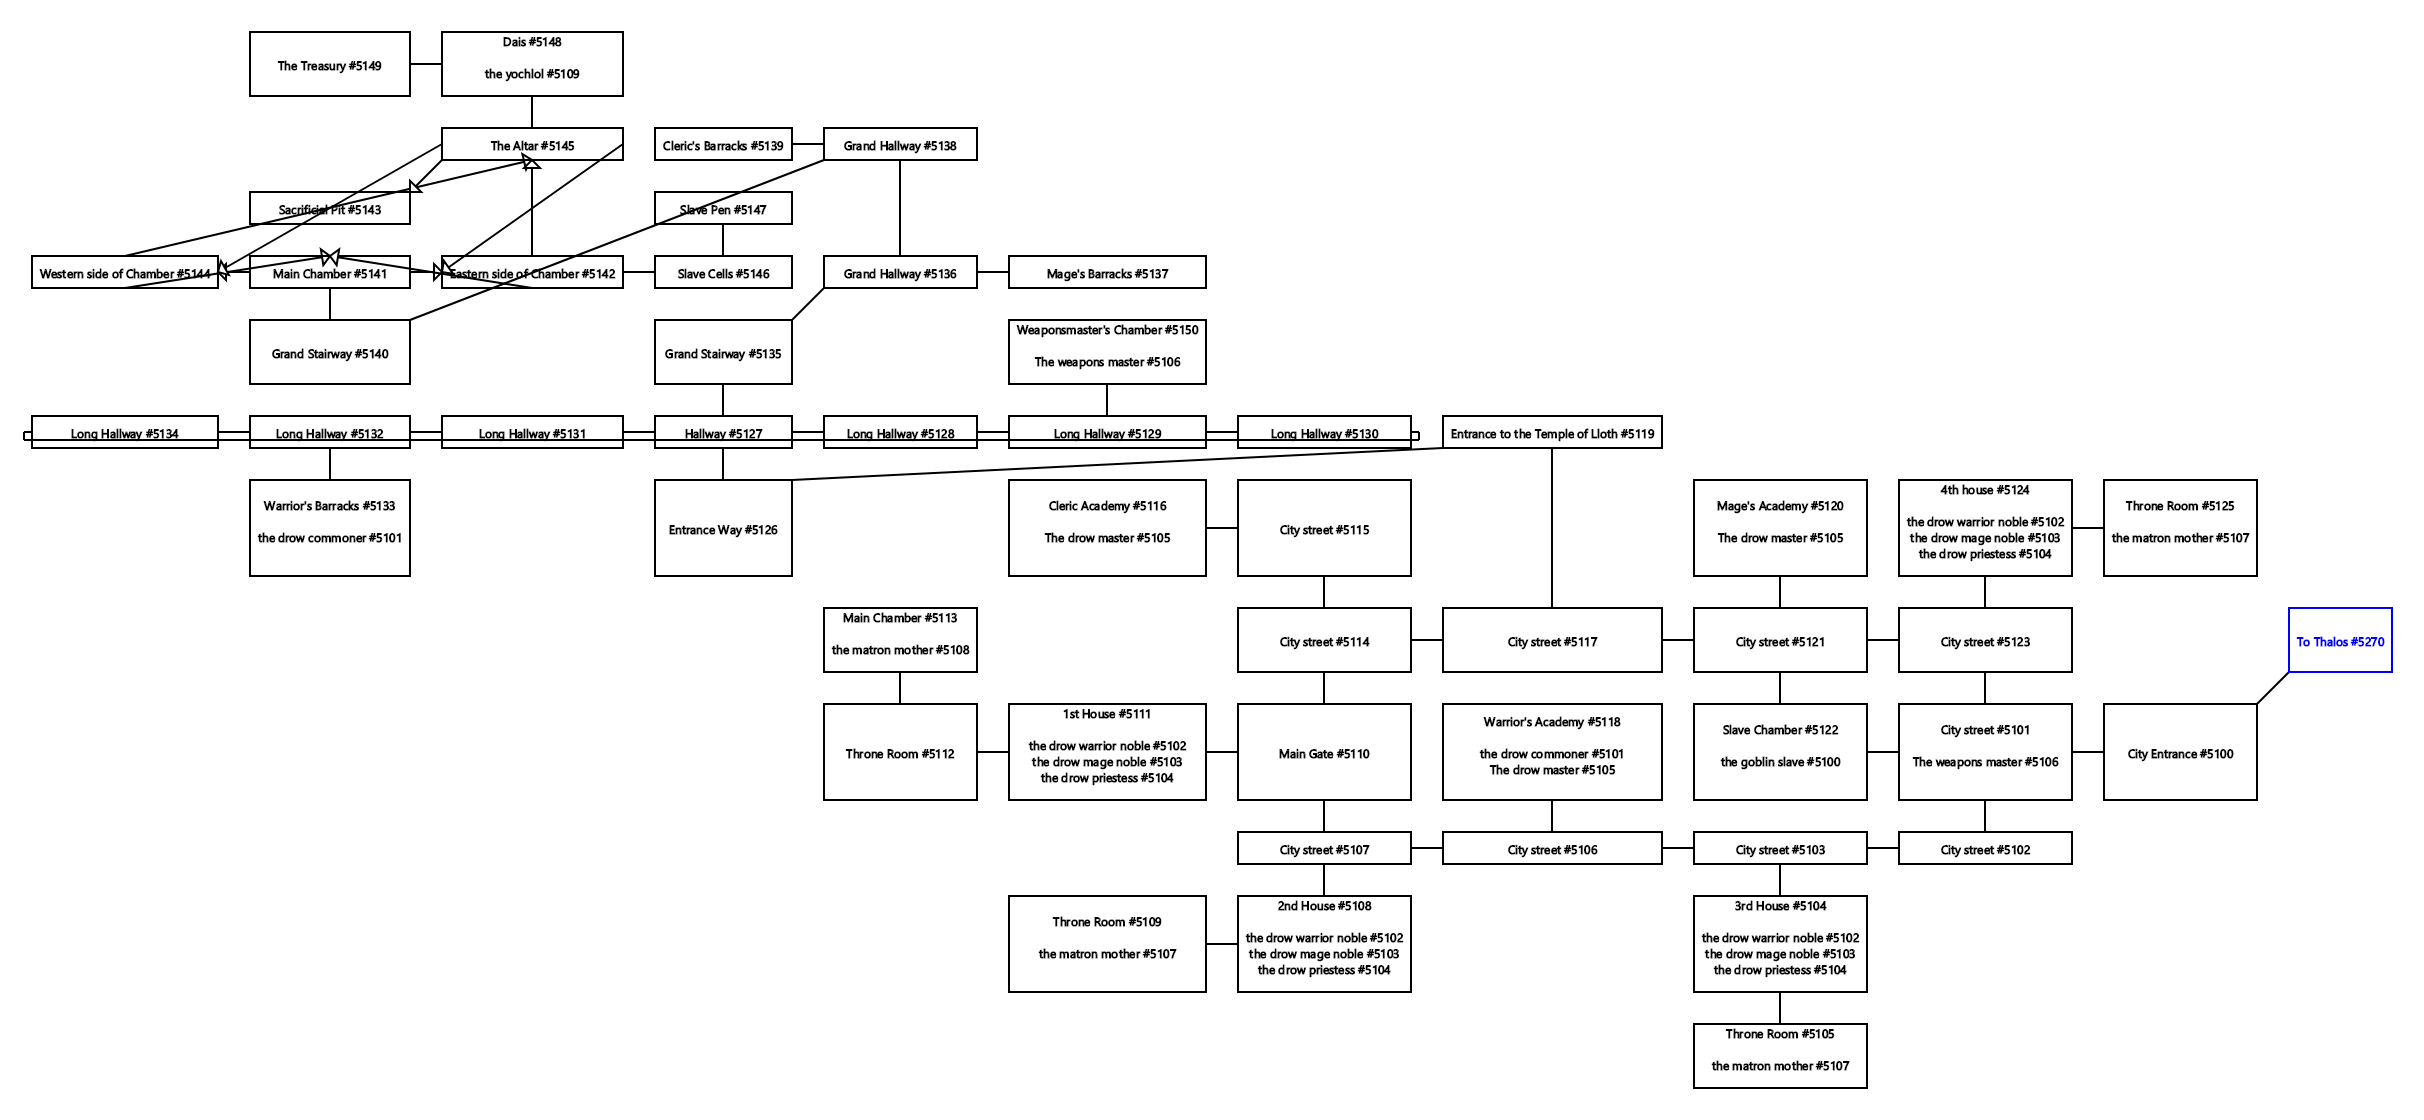 Dais #5148
The Treasury #5149
the yochlol #5109
The Altar #5145
Cleric's Barracks #5139
Grand Hallway #5138
Sacrificial Pit #5143
Slave Pen #5147
Western side of Chamber #5144
Main Chamber #5141
Eastern side of Chamber #5142
Slave Cells #5146
Grand Hallway #5136
Mage's Barracks #5137
Grand Stairway #5140
Grand Stairway #5135
Weaponsmaster's Chamber #5150
The weapons master #5106
Long Hallway #5134
Long Hallway #5132
Long Hallway #5131
Hallway #5127
Long Hallway #5128
Long Hallway #5129
Long Hallway #5130
Entrance to the Temple of Lloth #5119
Warrior's Barracks #5133
the drow commoner #5101
Entrance Way #5126
Cleric Academy #5116
The drow master #5105
City street #5115
Mage's Academy #5120
The drow master #5105
4th house #5124
the drow warrior noble #5102
the drow mage noble #5103
the drow priestess #5104
Throne Room #5125
the matron mother #5107
Main Chamber #5113
the matron mother #5108
City street #5114
City street #5117
City street #5121
City street #5123
To Thalos #5270
Throne Room #5112
1st House #5111
the drow warrior noble #5102
the drow mage noble #5103
the drow priestess #5104
Main Gate #5110
Warrior's Academy #5118
the drow commoner #5101
The drow master #5105
Slave Chamber #5122
the goblin slave #5100
City street #5101
The weapons master #5106
City Entrance #5100
City street #5107
City street #5106
City street #5103
City street #5102
Throne Room #5109
the matron mother #5107
2nd House #5108
the drow warrior noble #5102
the drow mage noble #5103
the drow priestess #5104
3rd House #5104
the drow warrior noble #5102
the drow mage noble #5103
the drow priestess #5104
Throne Room #5105
the matron mother #5107